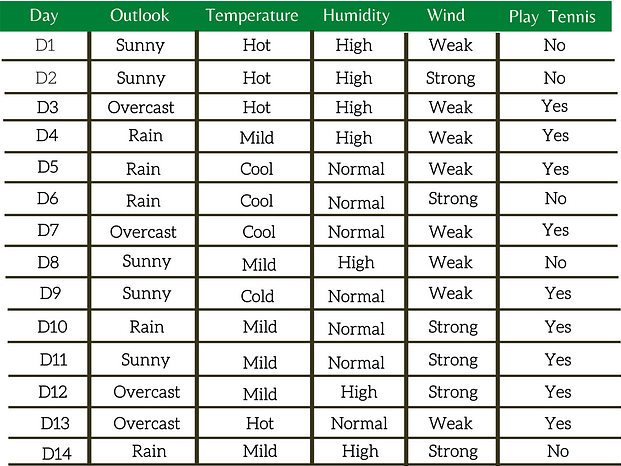 Day Outlook Temperature Humidity Wind Play Tennis
D1 Sunny Hot High Weak No
D2 Sunny Hot High Strong No
D3 Overcast Hot High Weak Yes
D4 Rain Mild High Weak Yes
D5 Rain Cool Normal Weak Yes
D6 Rain Cool Normal Strong No
D7 Overcast Cool Normal Weak Yes
D8 Sunny Mild High Weak No
D9 Sunny Cold Normal Weak Yes
D10 Rain Mild Normal Strong Yes
D11 Sunny Mild Normal Strong Yes
D12 Overcast Mild High Strong Yes
D13 Overcast Hot Normal Weak Yes
D14 Rain Mild High Strong No